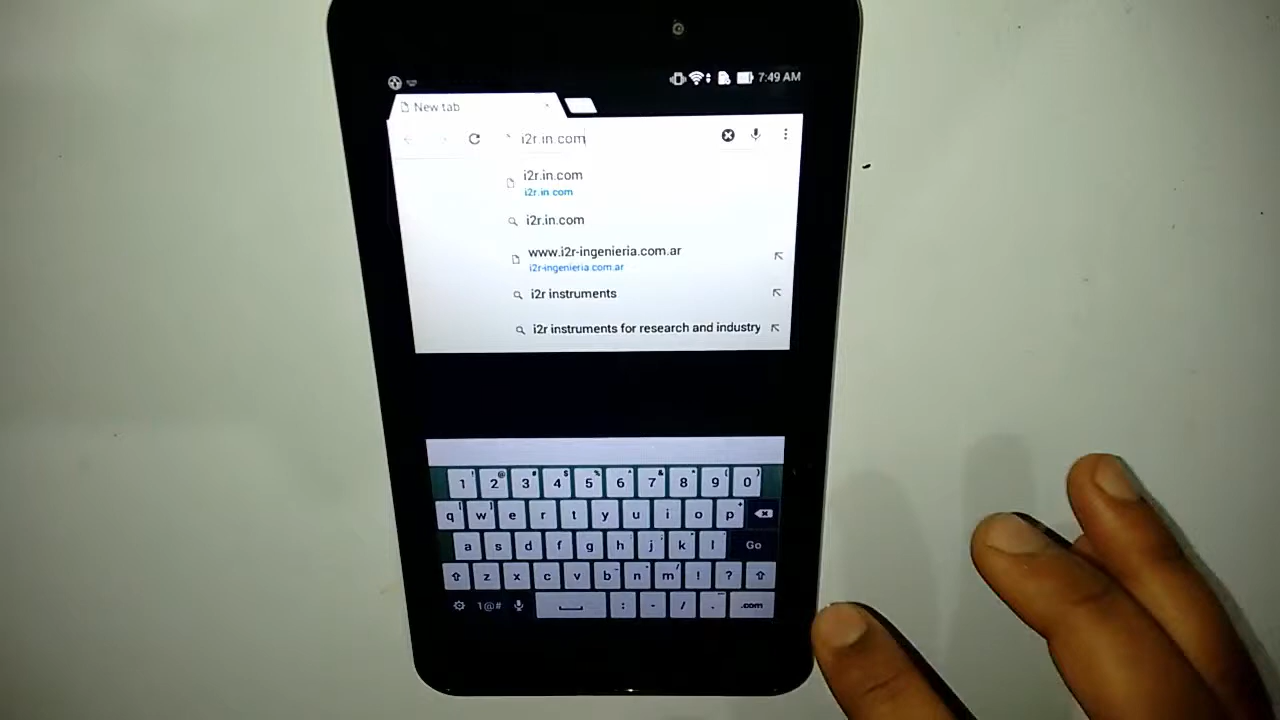 7:49 AM
New tab
i2r.in.com
i2r.in.com
i2r.in.com
i2r.in.com
www.i2r-ingenieria.com.ar
i2r-ingenieria.com.ar
i2r instruments
i2r instruments for research and industry
1 2 3 4 5 6 7 8 9 0
q w e r t y u i o p
a s d f g h j k l Go
z x c v b n m ! ?
1@# : - / . .com